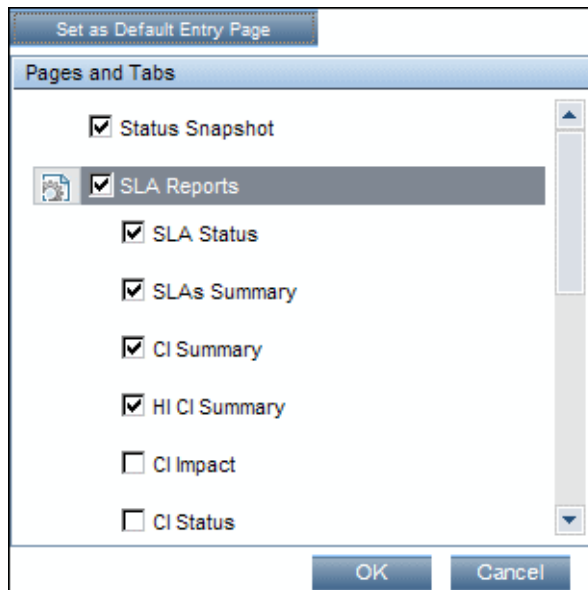 Set as Default Entry Page
Pages and Tabs
Status Snapshot
SLA Reports
SLA Status
SLAs Summary
CI Summary
HI CI Summary
CI Impact
CI Status
OK Cancel